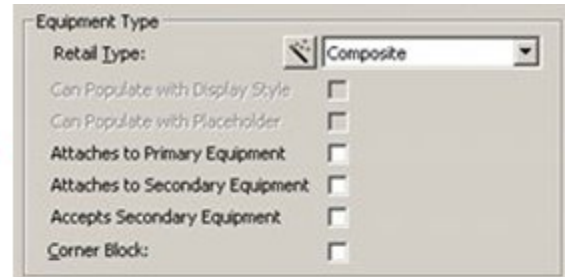 Equipment Type
Retail Type: Composite
Can Populate with Display Style
Can Populate with Placeholder
Attaches to Primary Equipment
Attaches to Secondary Equipment
Accepts Secondary Equipment
Corner Block: